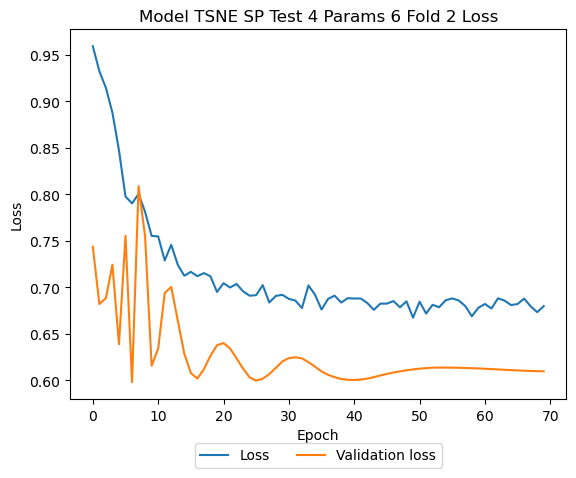 Model TSNE SP Test 4 Params 6 Fold 2 Loss
Loss
0.95
0.90
0.85
0.80
0.75
0.70
0.65
0.60
0 10 20 30 40 50 60 70
Epoch
Loss Validation loss